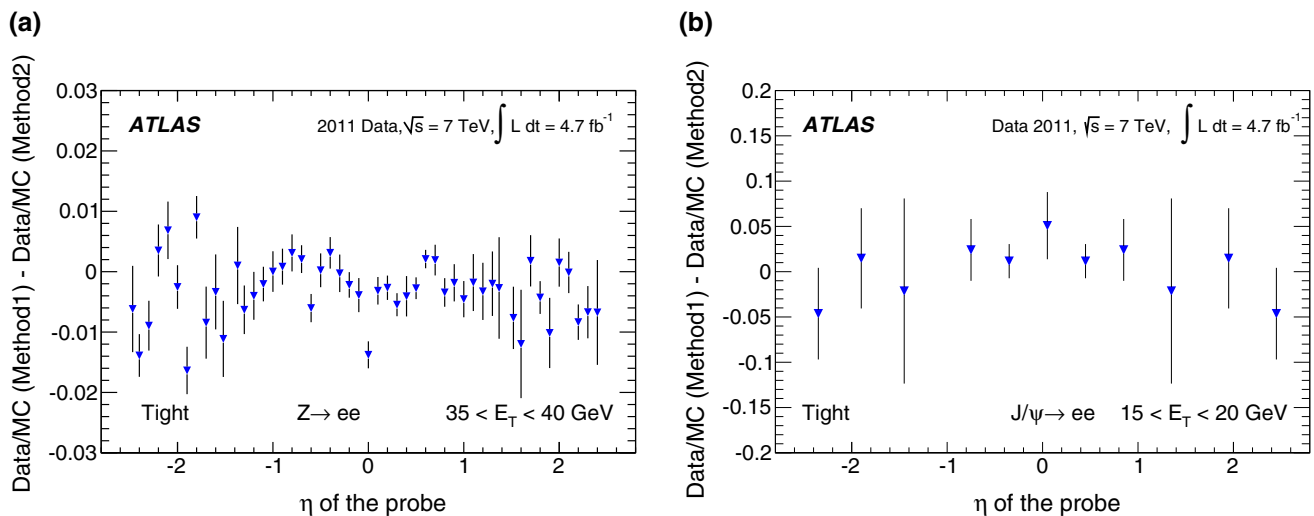 (a)
Data/MC (Method1) - Data/MC (Method2)
0.03
0.02
0.01
0
-0.01
-0.02
-0.03
ATLAS
2011 Data,√s = 7 TeV,∫ L dt = 4.7 fb⁻¹
Tight
Z→ ee
35 < E_T < 40 GeV
-2 -1 0 1 2
η of the probe
(b)
Data/MC (Method1) - Data/MC (Method2)
0.2
0.15
0.1
0.05
0
-0.05
-0.1
-0.15
-0.2
ATLAS
Data 2011, √s = 7 TeV, ∫ L dt = 4.7 fb⁻¹
Tight
J/ψ→ ee
15 < E_T < 20 GeV
-2 -1 0 1 2
η of the probe